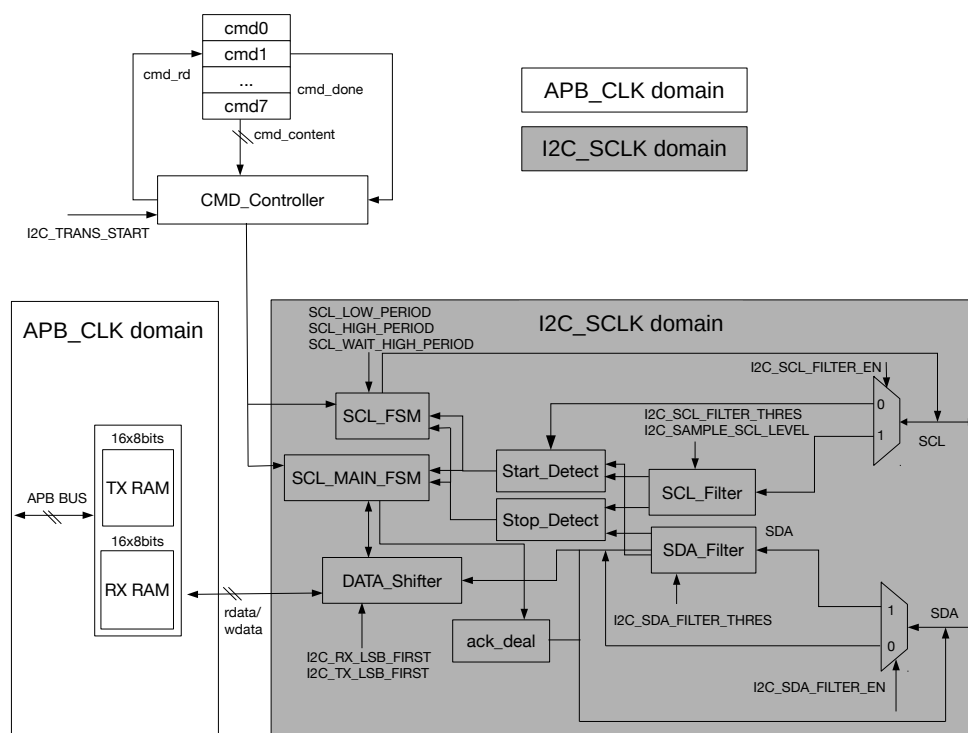 cmd0
cmd1
...
cmd7
cmd_rd
cmd_done
cmd_content
CMD_Controller
I2C_TRANS_START
APB_CLK domain
I2C_SCLK domain
APB_CLK domain
16x8bits
TX RAM
APB BUS
16x8bits
RX RAM
rdata/
wdata
I2C_SCLK domain
SCL_LOW_PERIOD
SCL_HIGH_PERIOD
SCL_WAIT_HIGH_PERIOD
I2C_SCL_FILTER_EN
SCL_FSM
0
1
SCL
I2C_SCL_FILTER_THRES
I2C_SAMPLE_SCL_LEVEL
SCL_MAIN_FSM
Start_Detect
SCL_Filter
Stop_Detect
SDA
SDA_Filter
DATA_Shifter
I2C_SDA_FILTER_THRES
1
0
SDA
ack_deal
I2C_RX_LSB_FIRST
I2C_TX_LSB_FIRST
I2C_SDA_FILTER_EN